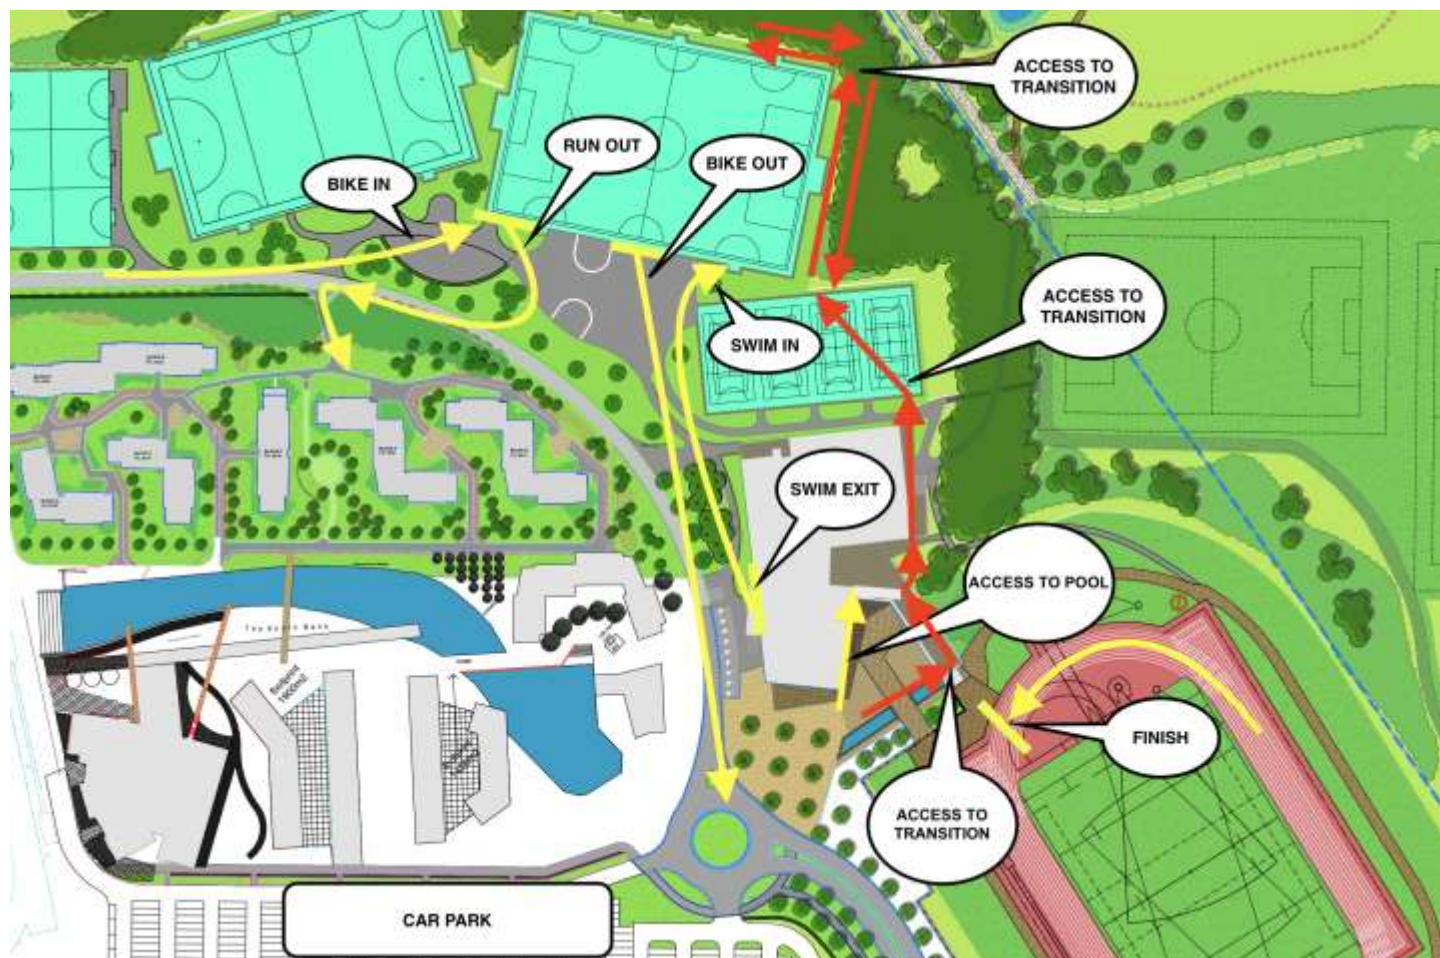 ACCESS TO
TRANSITION
RUN OUT
BIKE OUT
BIKE IN
ACCESS TO
TRANSITION
SWIM IN
SWIM EXIT
ACCESS TO POOL
FINISH
ACCESS TO
TRANSITION
CAR PARK